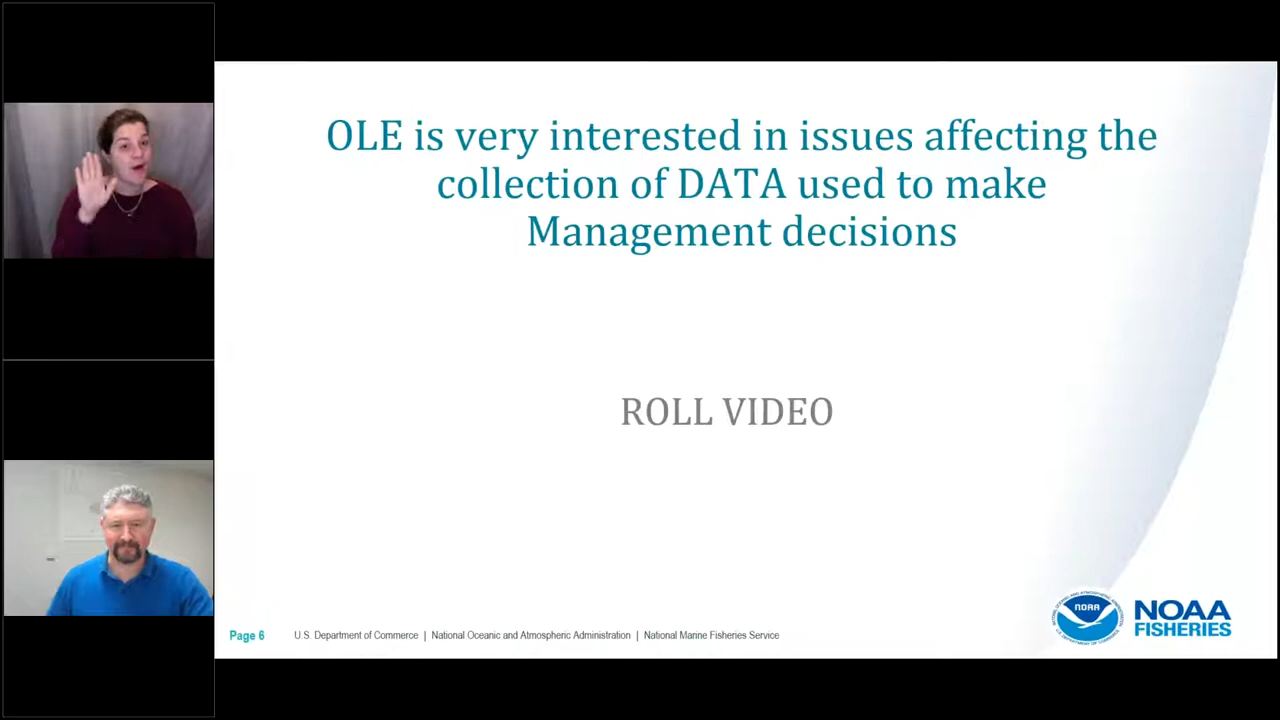 OLE is very interested in issues affecting the
collection of DATA used to make
Management decisions
ROLL VIDEO
NOAA
NOAA
FISHERIES
Page 6 U.S. Department of Commerce | National Oceanic and Atmospheric Administration | National Marine Fisheries Service